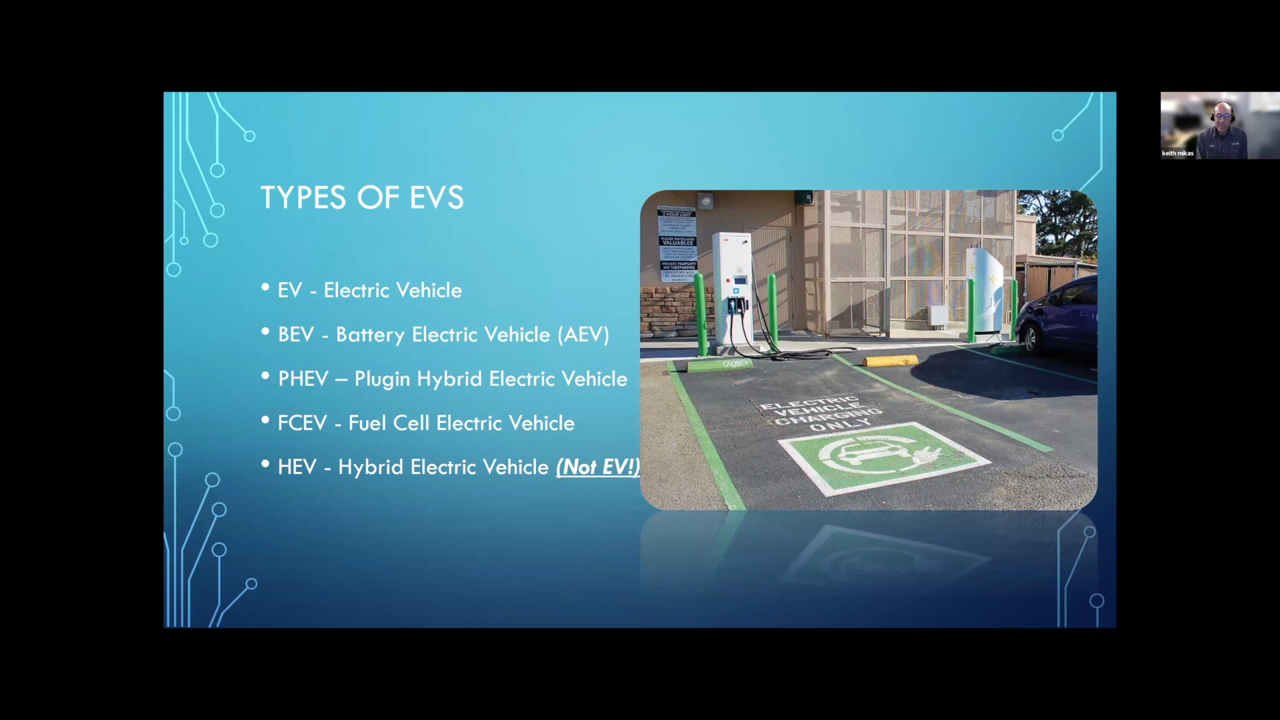 TYPES OF EVS
• EV - Electric Vehicle
• BEV - Battery Electric Vehicle (AEV)
• PHEV – Plugin Hybrid Electric Vehicle
• FCEV - Fuel Cell Electric Vehicle
• HEV - Hybrid Electric Vehicle (Not EV!)
VALUABLES
ELECTRIC
VEHICLE
CHARGING
ONLY
keith mikas